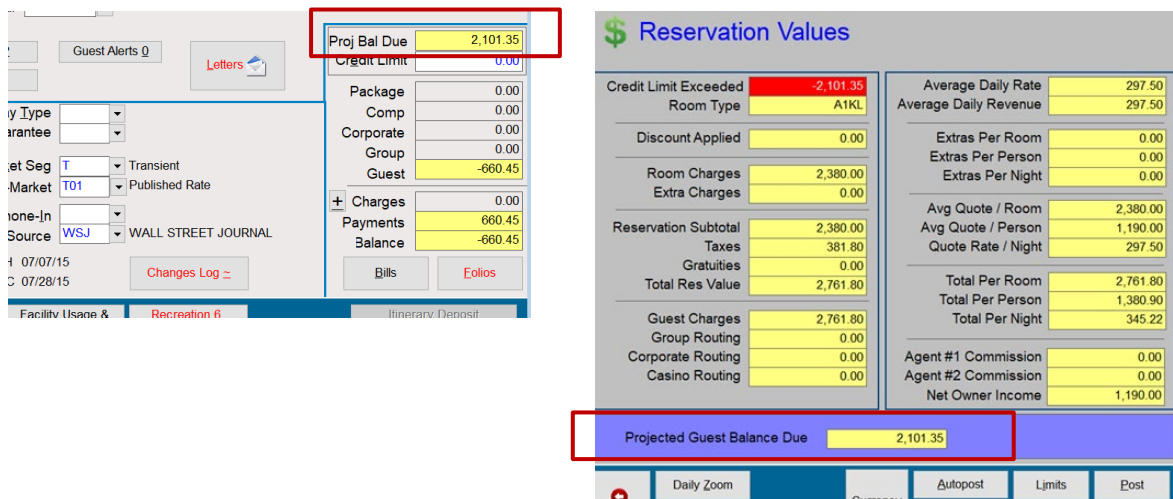 Guest Alerts 0
Letters
Proj Bal Due 2,101.35
Credit Limit 0.00
Package 0.00
Comp 0.00
Corporate 0.00
Group 0.00
Guest -660.45
+ Charges 0.00
Payments 660.45
Balance -660.45
Bills Folios
y Type
arantee
et Seg T Transient
-Market T01 Published Rate
hone-In
Source WSJ WALL STREET JOURNAL
H 07/07/15
C 07/28/15
Changes Log ~
Facility Usage & Recreation 6 Itinerary Deposit
$ Reservation Values
Credit Limit Exceeded -2,101.35
Room Type A1KL
Discount Applied 0.00
Room Charges 2,380.00
Extra Charges 0.00
Reservation Subtotal 2,380.00
Taxes 381.80
Gratuities 0.00
Total Res Value 2,761.80
Guest Charges 2,761.80
Group Routing 0.00
Corporate Routing 0.00
Casino Routing 0.00
Average Daily Rate 297.50
Average Daily Revenue 297.50
Extras Per Room 0.00
Extras Per Person 0.00
Extras Per Night 0.00
Avg Quote / Room 2,380.00
Avg Quote / Person 1,190.00
Quote Rate / Night 297.50
Total Per Room 2,761.80
Total Per Person 1,380.90
Total Per Night 345.22
Agent #1 Commission 0.00
Agent #2 Commission 0.00
Net Owner Income 1,190.00
Projected Guest Balance Due 2,101.35
Daily Zoom Autopost Limits Post